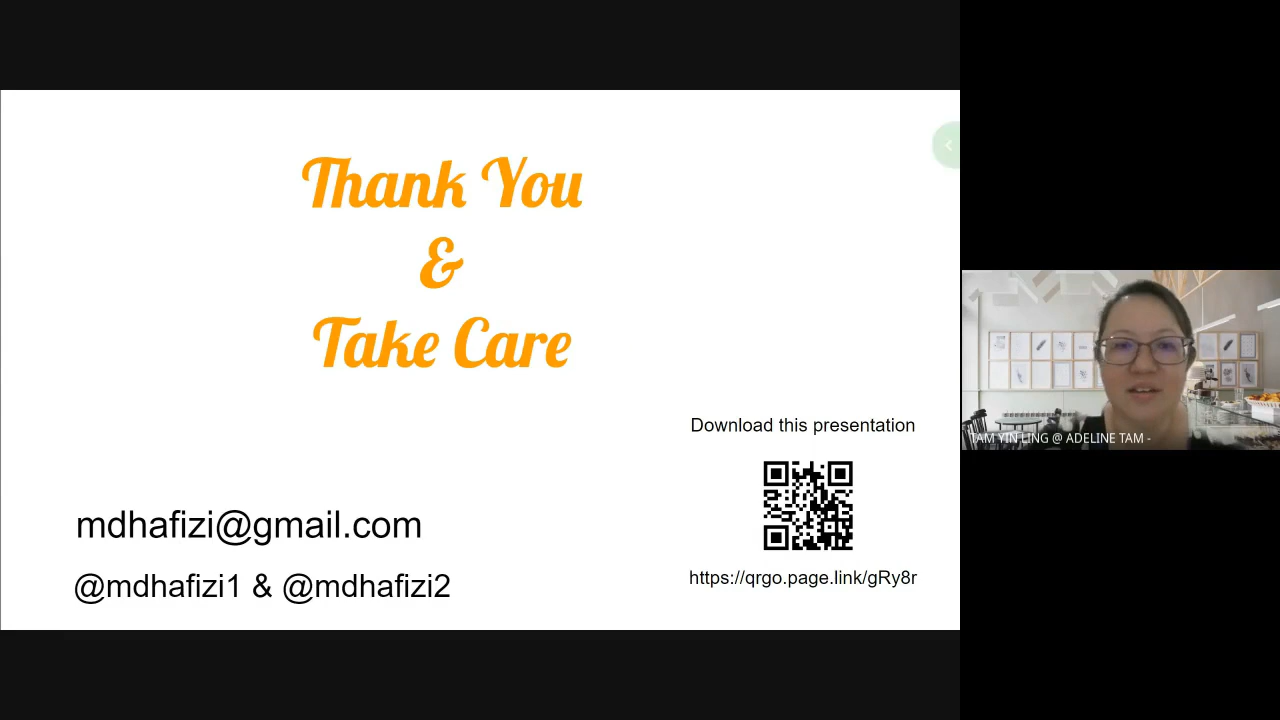 Thank You
&
Take Care
Download this presentation
mdhafizi@gmail.com
@mdhafizi1 & @mdhafizi2
https://qrgo.page.link/gRy8r
TAM YIN LING @ ADELINE TAM -